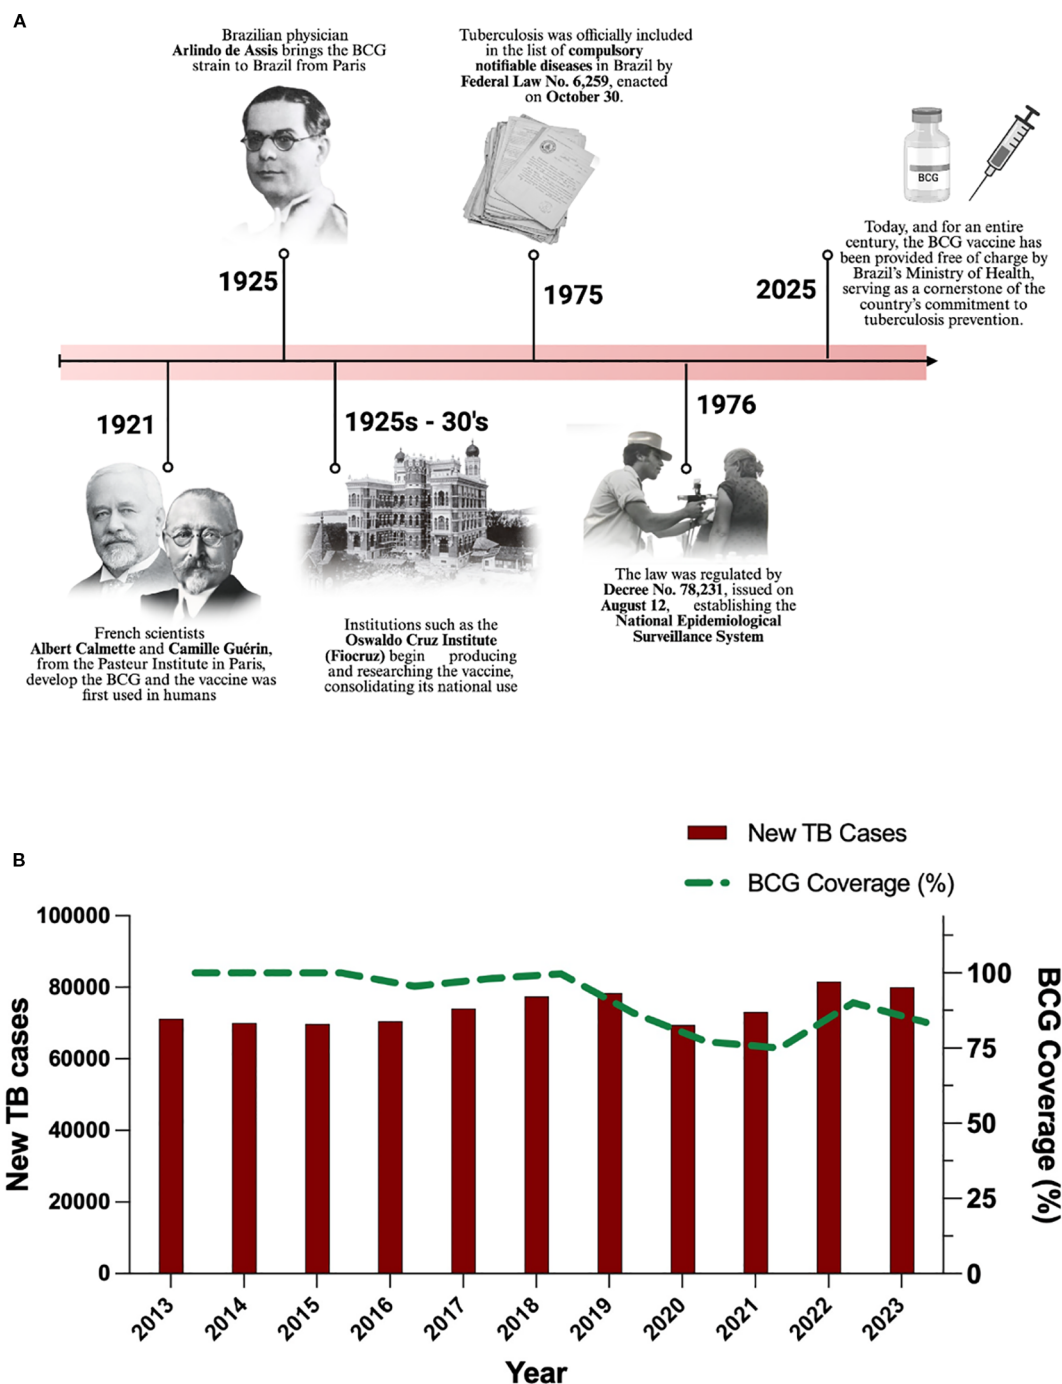 A
Brazilian physician
Arlindo de Assis brings the BCG
strain to Brazil from Paris
Tuberculosis was officially included
in the list of compulsory
notifiable diseases in Brazil by
Federal Law No. 6,259, enacted
on October 30.
BCG
Today, and for an entire
century, the BCG vaccine has
been provided free of charge by
Brazil's Ministry of Health,
serving as a cornerstone of the
country's commitment to
tuberculosis prevention.
1925
1975
2025
1921
1925s - 30's
1976
French scientists
Albert Calmette and Camille Guérin,
from the Pasteur Institute in Paris,
develop the BCG and the vaccine was
first used in humans
Institutions such as the
Oswaldo Cruz Institute
(Fiocruz) begin producing
and researching the vaccine,
consolidating its national use
The law was regulated by
Decree No. 78,231, issued on
August 12, establishing the
National Epidemiological
Surveillance System
B
New TB Cases
BCG Coverage (%)
New TB cases
100000
80000
60000
40000
20000
0
100
75
50
25
0
BCG Coverage (%)
2013
2014
2015
2016
2017
2018
2019
2020
2021
2022
2023
Year